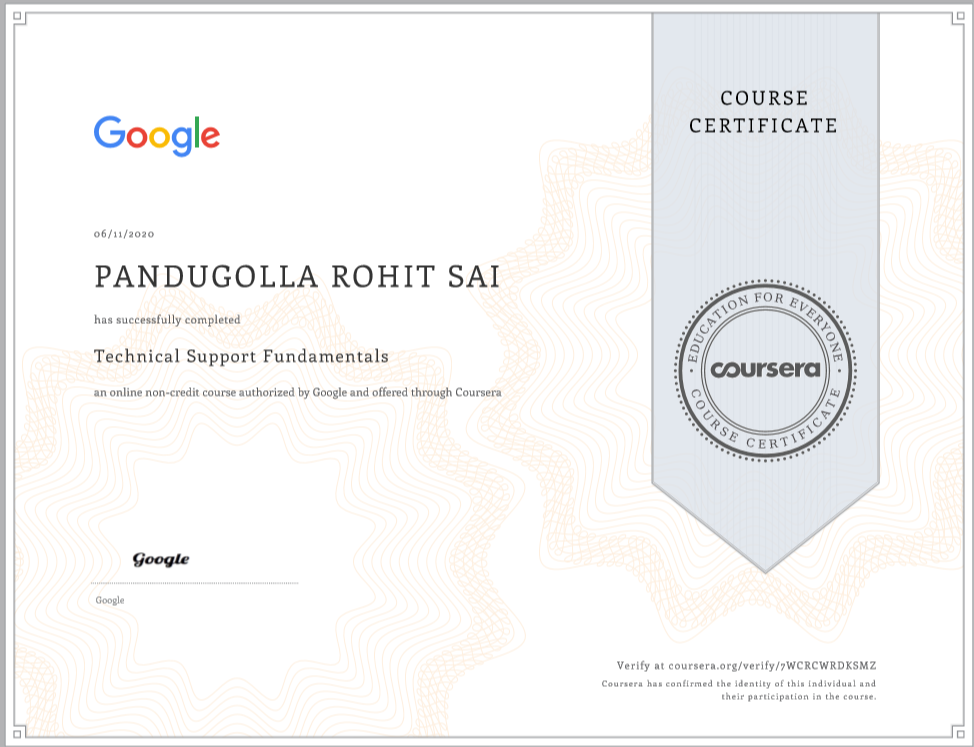 Google
COURSE
CERTIFICATE
06/11/2020
PANDUGOLLA ROHIT SAI
has successfully completed
Technical Support Fundamentals
an online non-credit course authorized by Google and offered through Coursera
EDUCATION FOR EVERYONE
coursera
COURSE CERTIFICATE
Google
Google
Verify at coursera.org/verify/7WCRCWRDKSMZ
Coursera has confirmed the identity of this individual and
their participation in the course.